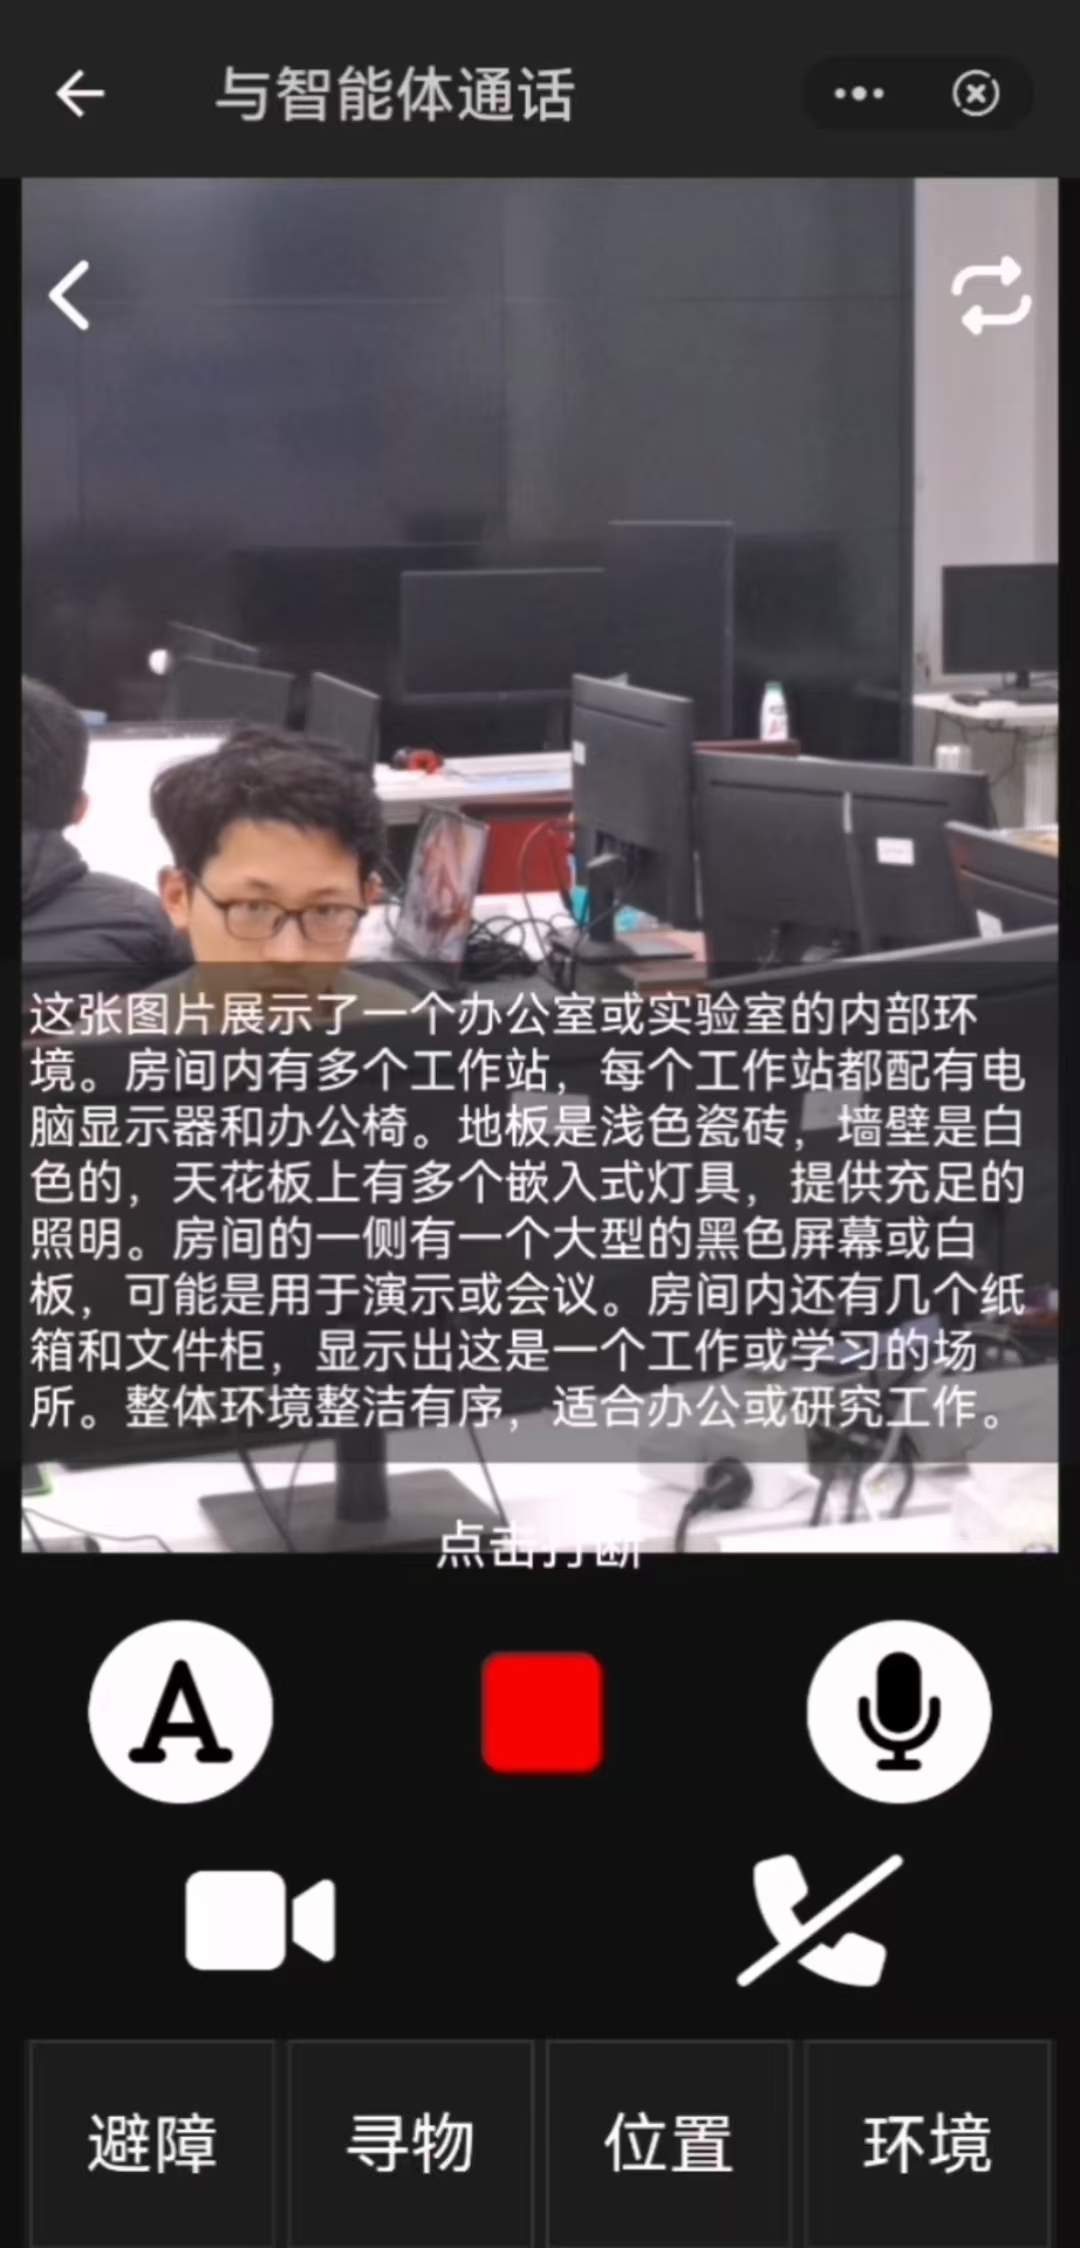 与智能体通话
这张图片展示了一个办公室或实验室的内部环
境。房间内有多个工作站，每个工作站都配有电
脑显示器和办公椅。地板是浅色瓷砖，墙壁是白
色的，天花板上有多个嵌入式灯具，提供充足的
照明。房间的一侧有一个大型的黑色屏幕或白
板，可能是用于演示或会议。房间内还有几个纸
箱和文件柜，显示出这是一个工作或学习的场
所。整体环境整洁有序，适合办公或研究工作。
点击打断
A
避障
寻物
位置
环境